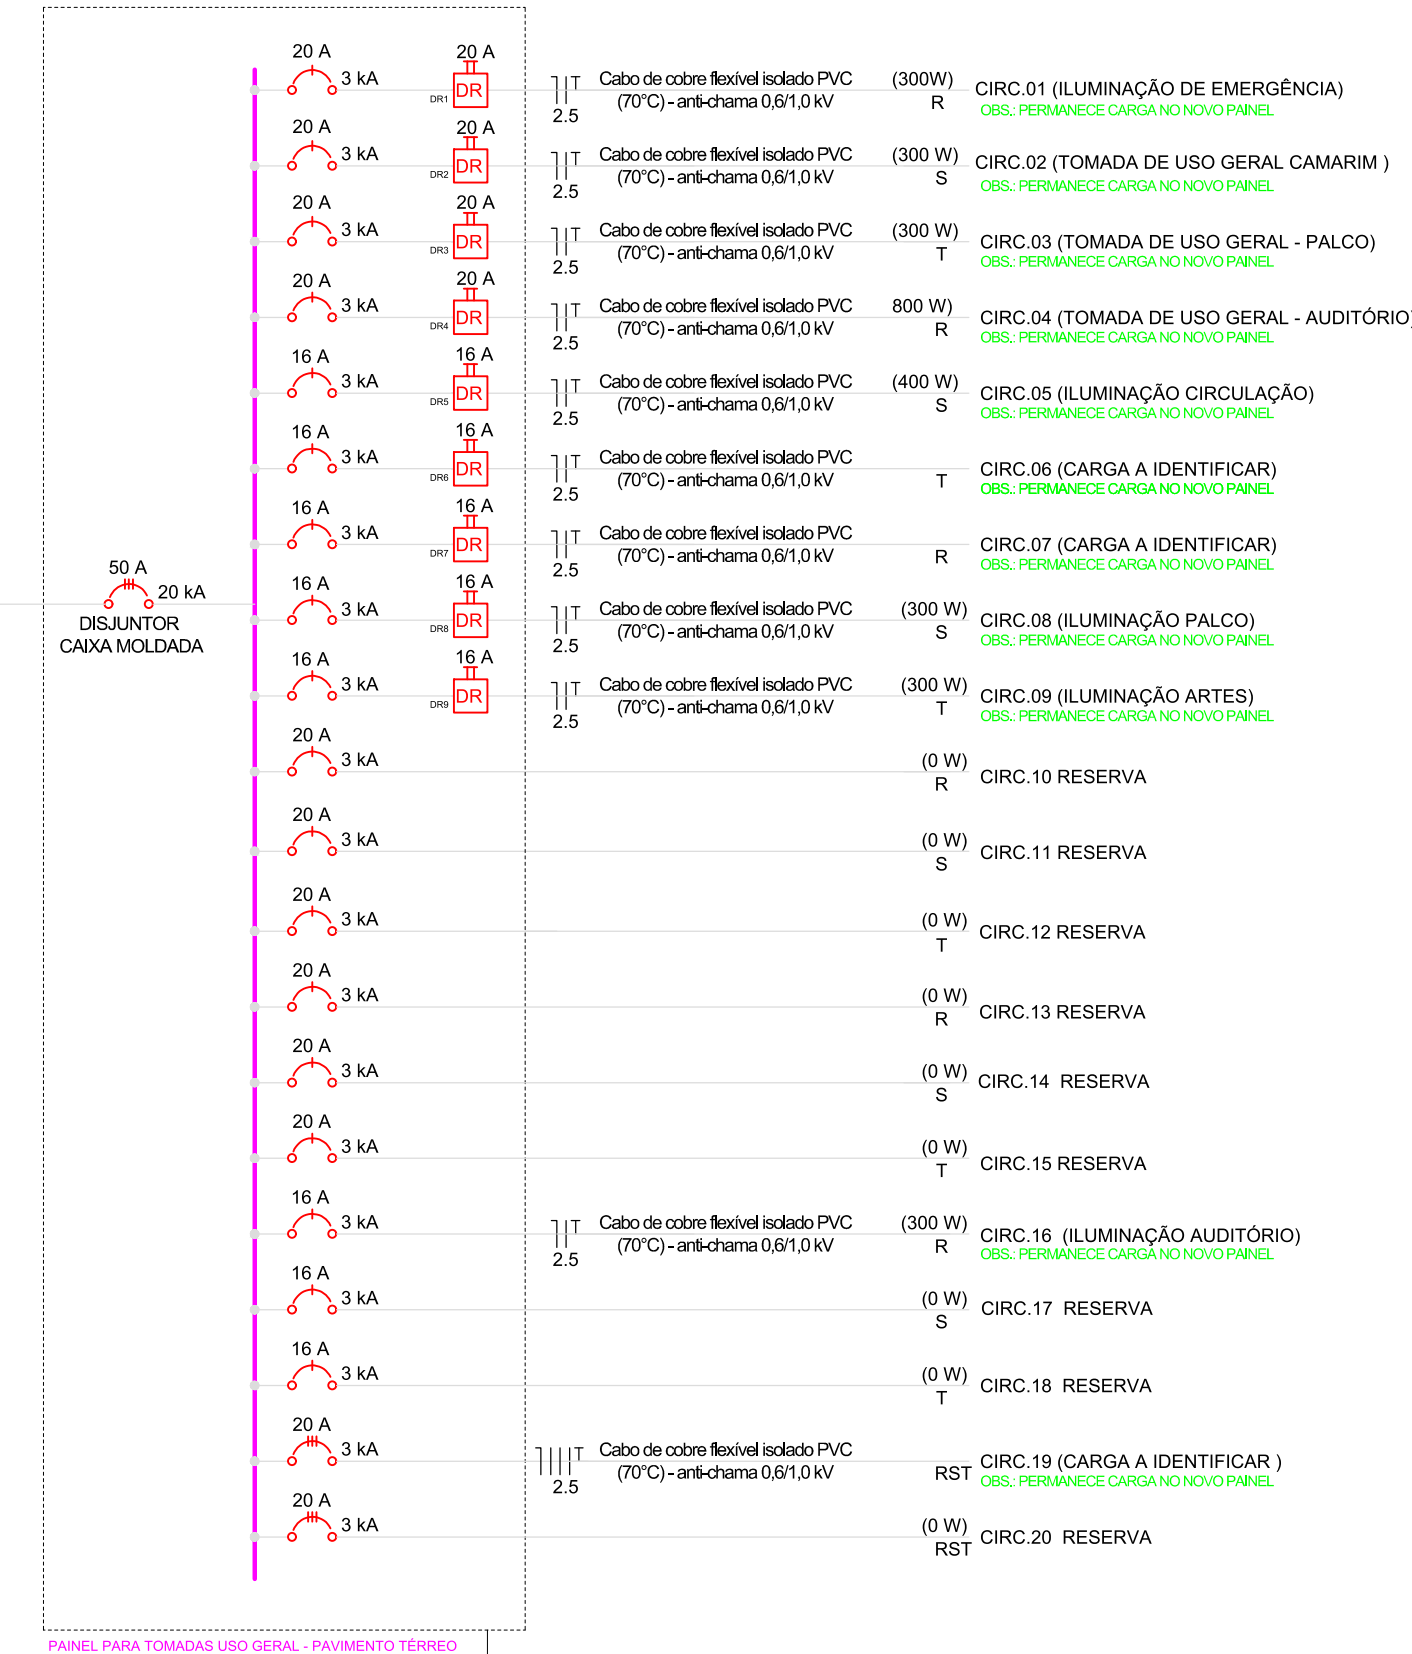 20 A
20 A
3 kA
DR1
DR
Cabo de cobre flexível isolado PVC
(70°C) - anti-chama 0,6/1,0 kV
2.5
(300W)
R
CIRC.01 (ILUMINAÇÃO DE EMERGÊNCIA)
OBS.: PERMANECE CARGA NO NOVO PAINEL
20 A
20 A
3 kA
DR2
DR
T
Cabo de cobre flexível isolado PVC
(70°C) - anti-chama 0,6/1,0 kV
2.5
(300 W)
S
CIRC.02 (TOMADA DE USO GERAL CAMARIM )
OBS.: PERMANECE CARGA NO NOVO PAINEL
20 A
20 A
3 kA
DR3
DR
T
Cabo de cobre flexível isolado PVC
(70°C) - anti-chama 0,6/1,0 kV
2.5
(300 W)
T
CIRC.03 (TOMADA DE USO GERAL - PALCO)
OBS.: PERMANECE CARGA NO NOVO PAINEL
20 A
20 A
3 kA
DR4
DR
T
Cabo de cobre flexível isolado PVC
(70°C) - anti-chama 0,6/1,0 kV
2.5
800 W)
R
CIRC.04 (TOMADA DE USO GERAL - AUDITÓRIO)
OBS.: PERMANECE CARGA NO NOVO PAINEL
16 A
16 A
3 kA
DR5
DR
T
Cabo de cobre flexível isolado PVC
(70°C) - anti-chama 0,6/1,0 kV
2.5
(400 W)
S
CIRC.05 (ILUMINAÇÃO CIRCULAÇÃO)
OBS.: PERMANECE CARGA NO NOVO PAINEL
16 A
16 A
3 kA
DR6
DR
T
Cabo de cobre flexível isolado PVC
(70°C) - anti-chama 0,6/1,0 kV
2.5
T
CIRC.06 (CARGA A IDENTIFICAR)
OBS.: PERMANECE CARGA NO NOVO PAINEL
16 A
16 A
3 kA
DR7
DR
T
Cabo de cobre flexível isolado PVC
(70°C) - anti-chama 0,6/1,0 kV
2.5
R
CIRC.07 (CARGA A IDENTIFICAR)
OBS.: PERMANECE CARGA NO NOVO PAINEL
50 A
20 kA
DISJUNTOR
CAIXA MOLDADA
16 A
16 A
3 kA
DR8
DR
T
Cabo de cobre flexível isolado PVC
(70°C) - anti-chama 0,6/1,0 kV
2.5
(300 W)
S
CIRC.08 (ILUMINAÇÃO PALCO)
OBS.: PERMANECE CARGA NO NOVO PAINEL
16 A
16 A
3 kA
DR9
DR
T
Cabo de cobre flexível isolado PVC
(70°C) - anti-chama 0,6/1,0 kV
2.5
(300 W)
T
CIRC.09 (ILUMINAÇÃO ARTES)
OBS.: PERMANECE CARGA NO NOVO PAINEL
20 A
3 kA
(0 W)
R
CIRC.10 RESERVA
20 A
3 kA
(0 W)
S
CIRC.11 RESERVA
20 A
3 kA
(0 W)
T
CIRC.12 RESERVA
20 A
3 kA
(0 W)
R
CIRC.13 RESERVA
20 A
3 kA
(0 W)
S
CIRC.14 RESERVA
20 A
3 kA
(0 W)
T
CIRC.15 RESERVA
16 A
3 kA
T
Cabo de cobre flexível isolado PVC
(70°C) - anti-chama 0,6/1,0 kV
2.5
(300 W)
R
CIRC.16 (ILUMINAÇÃO AUDITÓRIO)
OBS.: PERMANECE CARGA NO NOVO PAINEL
16 A
3 kA
(0 W)
S
CIRC.17 RESERVA
16 A
3 kA
(0 W)
T
CIRC.18 RESERVA
20 A
3 kA
T
Cabo de cobre flexível isolado PVC
(70°C) - anti-chama 0,6/1,0 kV
2.5
RST
CIRC.19 (CARGA A IDENTIFICAR )
OBS.: PERMANECE CARGA NO NOVO PAINEL
20 A
3 kA
(0 W)
RST
CIRC.20 RESERVA
PAINEL PARA TOMADAS USO GERAL - PAVIMENTO TÉRREO